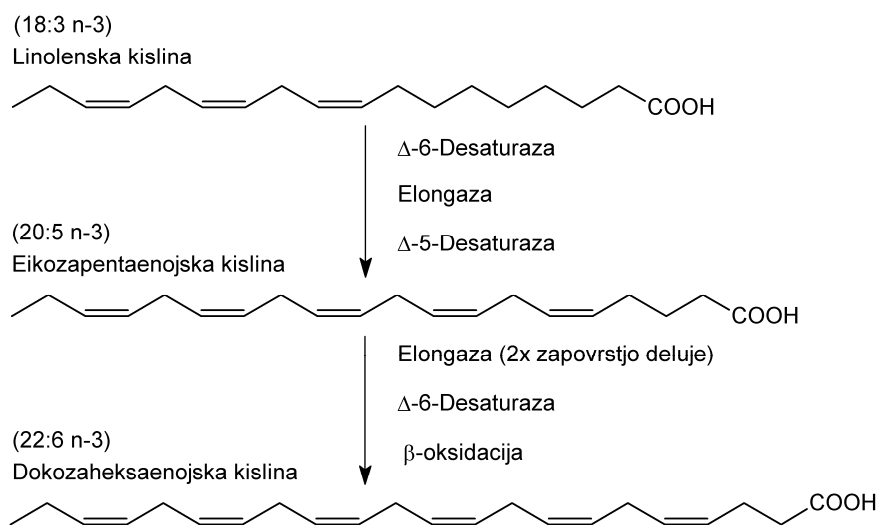 (18:3 n-3)
Linolenska kislina
COOH
Δ-6-Desaturaza
Elongaza
Δ-5-Desaturaza
(20:5 n-3)
Eikozapentaenojska kislina
COOH
Elongaza (2x zapovrstjo deluje)
Δ-6-Desaturaza
β-oksidacija
(22:6 n-3)
Dokozaheksaenojska kislina
COOH